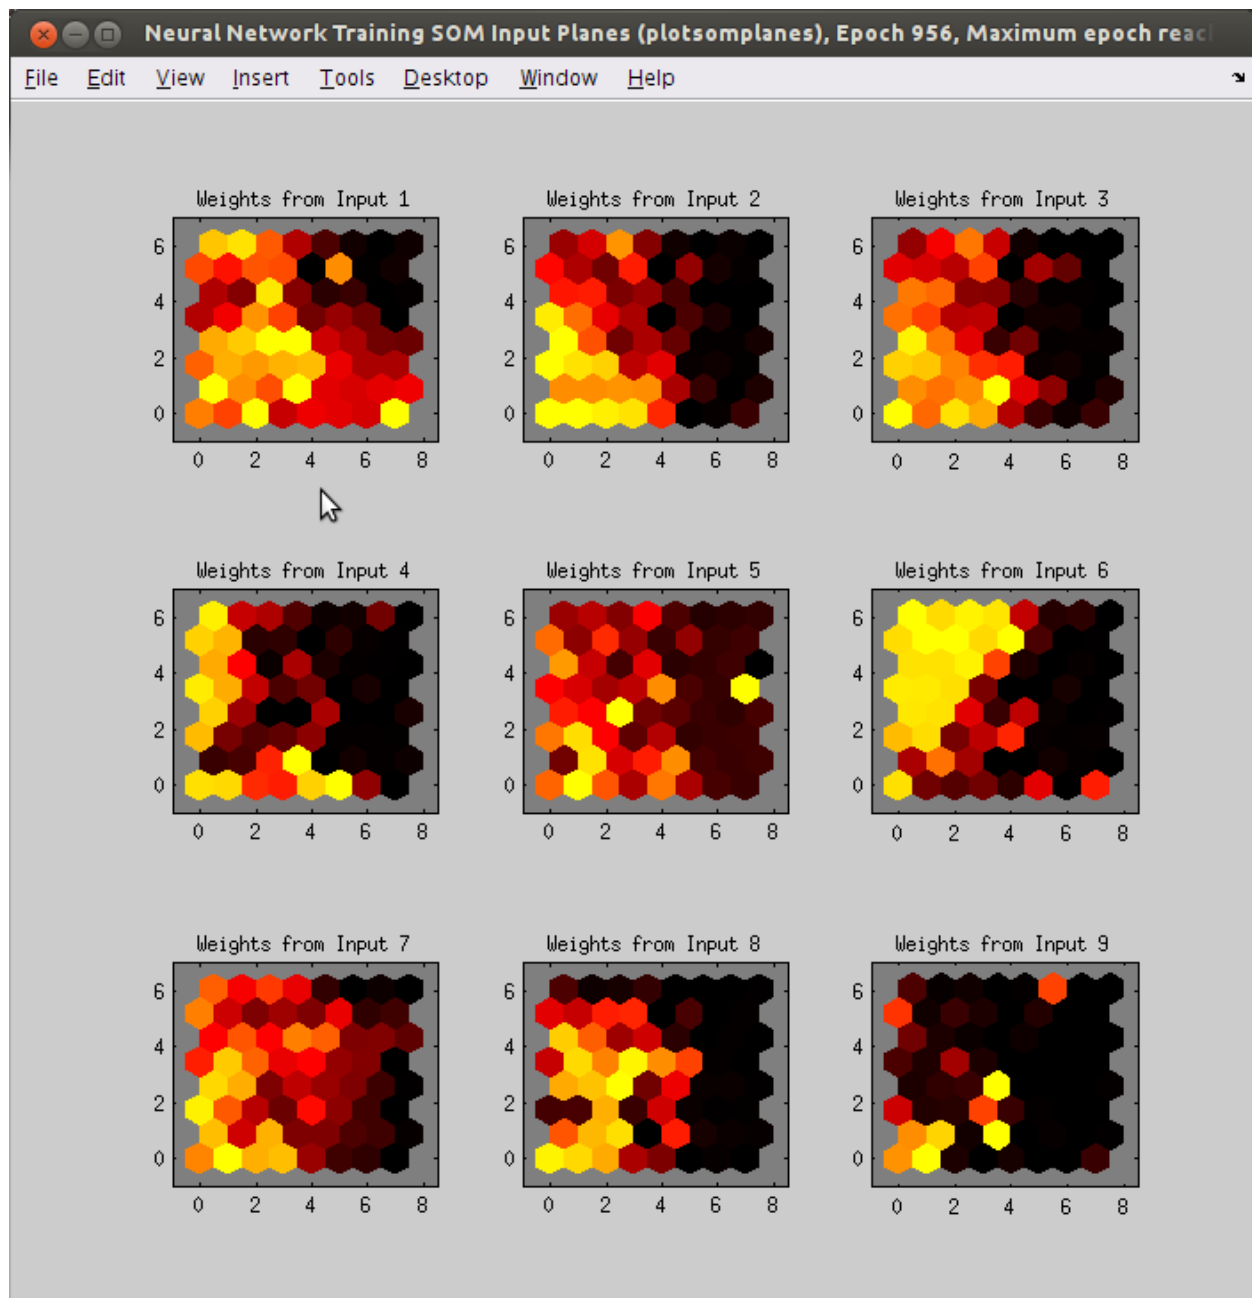 Neural Network Training SOM Input Planes (plotsomplanes), Epoch 956, Maximum epoch reac
File Edit View Insert Tools Desktop Window Help
Weights from Input 1 Weights from Input 2 Weights from Input 3
6 6 6
4 4 4
2 2 2
0 0 0
0 2 4 6 8 0 2 4 6 8 0 2 4 6 8
Weights from Input 4 Weights from Input 5 Weights from Input 6
6 6 6
4 4 4
2 2 2
0 0 0
0 2 4 6 8 0 2 4 6 8 0 2 4 6 8
Weights from Input 7 Weights from Input 8 Weights from Input 9
6 6 6
4 4 4
2 2 2
0 0 0
0 2 4 6 8 0 2 4 6 8 0 2 4 6 8